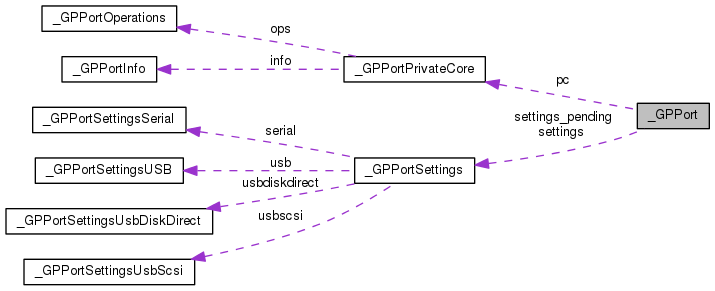 _GPPortOperations
ops
_GPPortInfo
info
_GPPortPrivateCore
pc
_GPPortSettingsSerial
serial
settings_pending
settings
_GPPort
_GPPortSettingsUSB
usb
_GPPortSettings
usbdiskdirect
_GPPortSettingsUsbDiskDirect
usbscsi
_GPPortSettingsUsbScsi